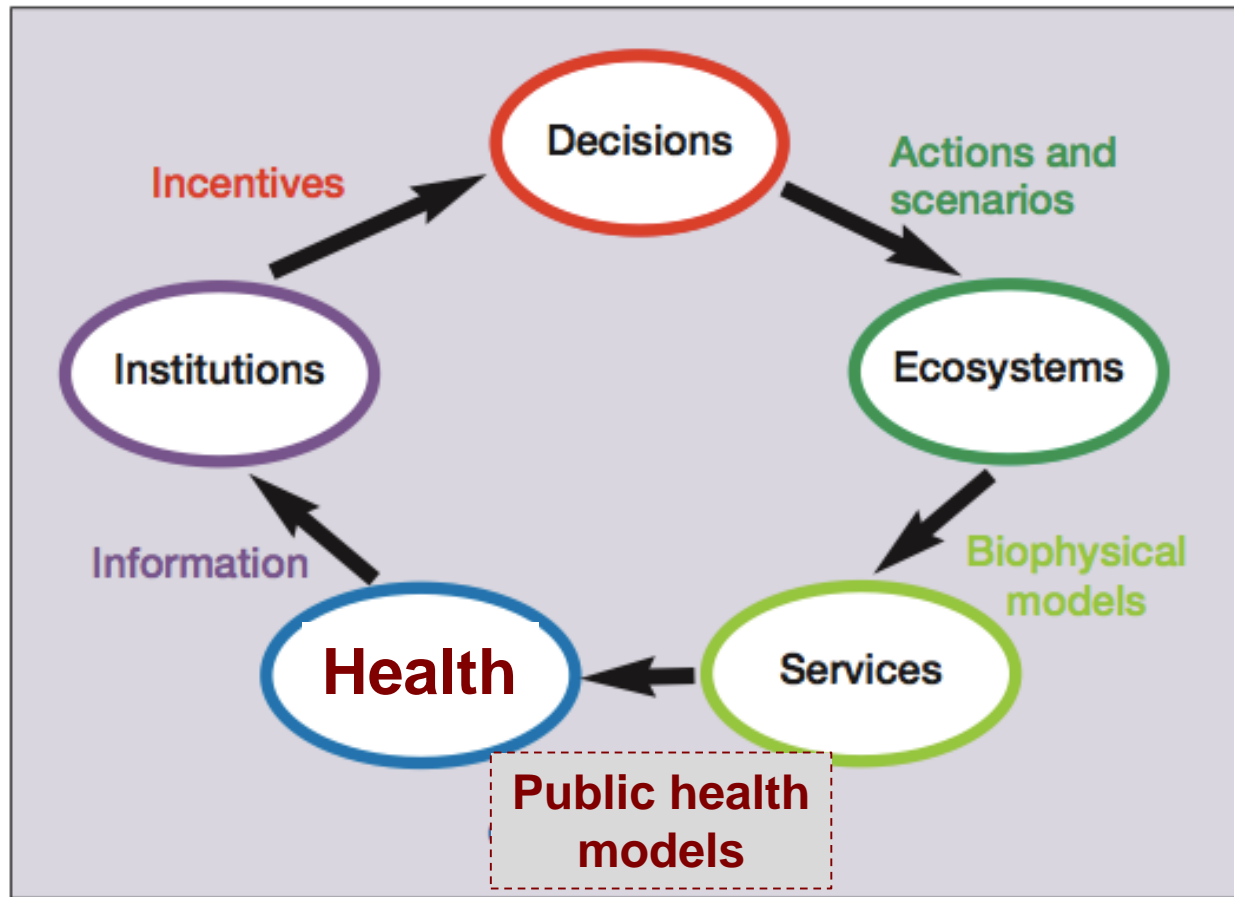 Decisions
Actions and
scenarios
Incentives
Institutions
Ecosystems
Information
Biophysical
models
Health
Services
Public health
models